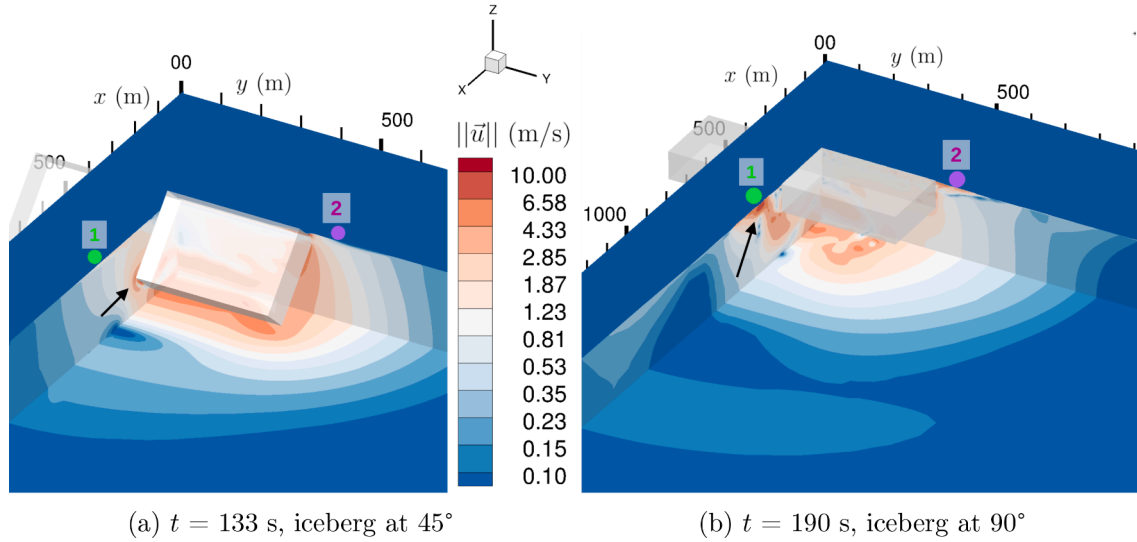 00
x (m)
y (m)
500
500
1
2
Z
Y
X
||u⃗|| (m/s)
10.00
6.58
4.33
2.85
1.87
1.23
0.81
0.53
0.35
0.23
0.15
0.10
00
x (m)
y (m)
500
500
1000
1
2
(a) t = 133 s, iceberg at 45°
(b) t = 190 s, iceberg at 90°